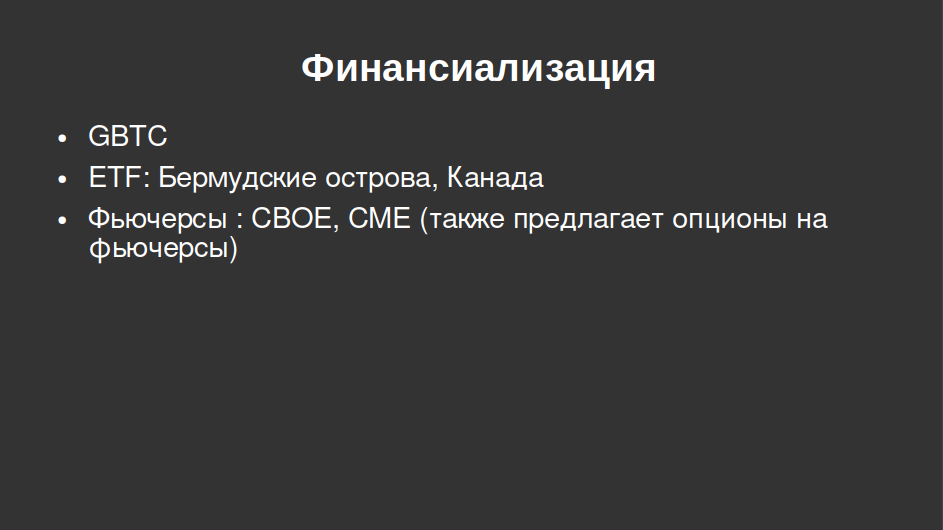 Финансиализация
• GBTC
• ETF: Бермудские острова, Канада
• Фьючерсы : CBOE, CME (также предлагает опционы на
фьючерсы)